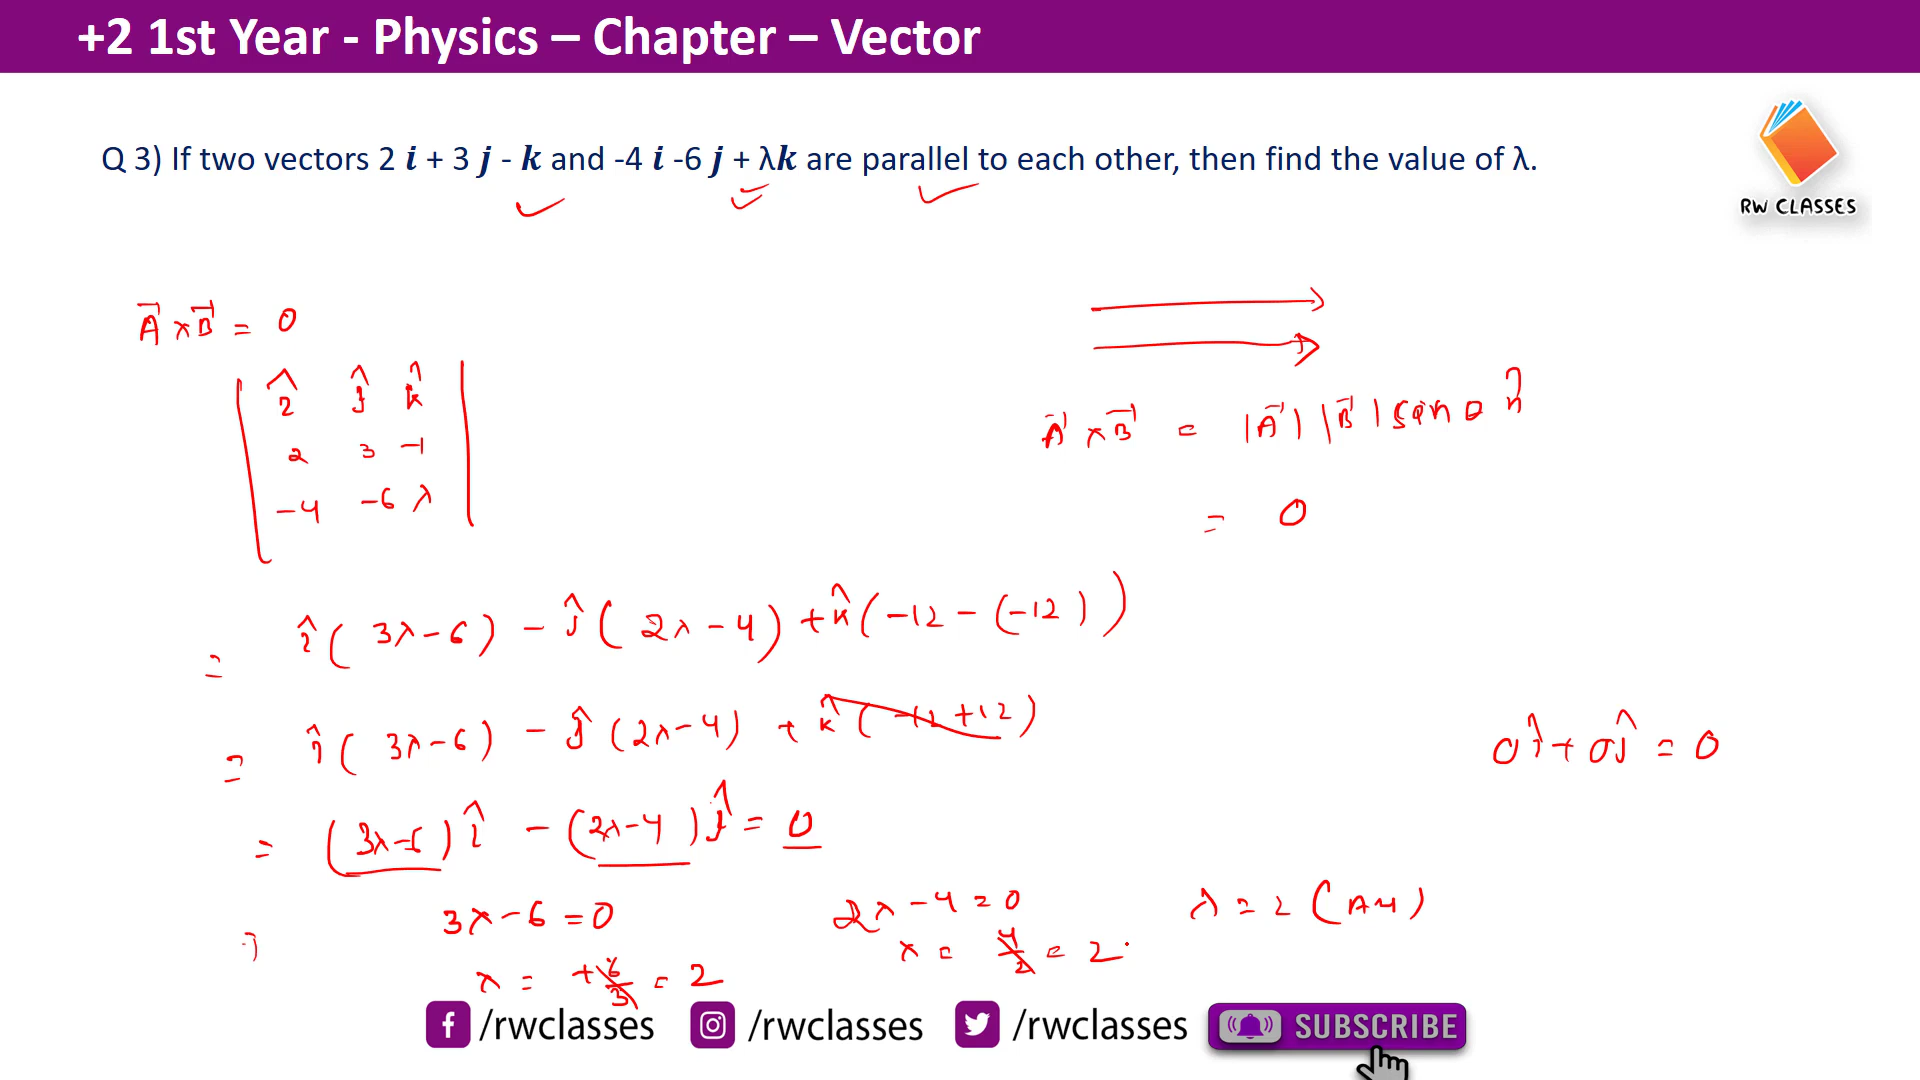 +2 1st Year - Physics – Chapter – Vector
Q 3) If two vectors 2 i + 3 j - k and -4 i -6 j + λk are parallel to each other, then find the value of λ.
RW CLASSES
A⃗ × B⃗ = 0
î ĵ k̂
2 3 -1
-4 -6 λ
A⃗ × B⃗ = |A⃗| |B⃗| sin θ n̂
= 0
= î ( 3λ - 6 ) - ĵ ( 2λ - 4 ) + k̂ ( -12 - (-12) )
= î ( 3λ - 6 ) - ĵ ( 2λ - 4 ) + k̂ ( -12 + 12 )
0î + 0ĵ = 0
= ( 3λ - 6 ) î - ( 2λ - 4 ) ĵ = 0
3λ - 6 = 0
λ = +6/3 = 2
2λ - 4 = 0
λ = 4/2 = 2
λ = 2 (Ans)
/rwclasses /rwclasses /rwclasses SUBSCRIBE